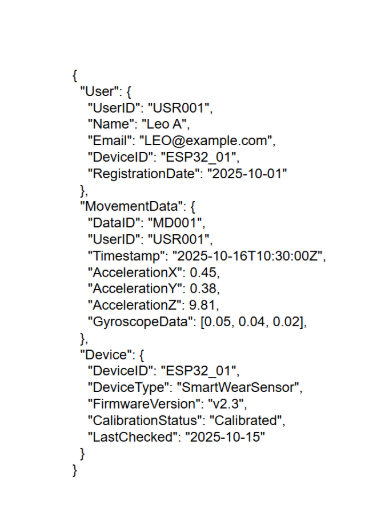 {
"User": {
"UserID": "USR001",
"Name": "Leo A",
"Email": "LEO@example.com",
"DeviceID": "ESP32_01",
"RegistrationDate": "2025-10-01"
},
"MovementData": {
"DataID": "MD001",
"UserID": "USR001",
"Timestamp": "2025-10-16T10:30:00Z",
"AccelerationX": 0.45,
"AccelerationY": 0.38,
"AccelerationZ": 9.81,
"GyroscopeData": [0.05, 0.04, 0.02],
},
"Device": {
"DeviceID": "ESP32_01",
"DeviceType": "SmartWearSensor",
"FirmwareVersion": "v2.3",
"CalibrationStatus": "Calibrated",
"LastChecked": "2025-10-15"
}
}